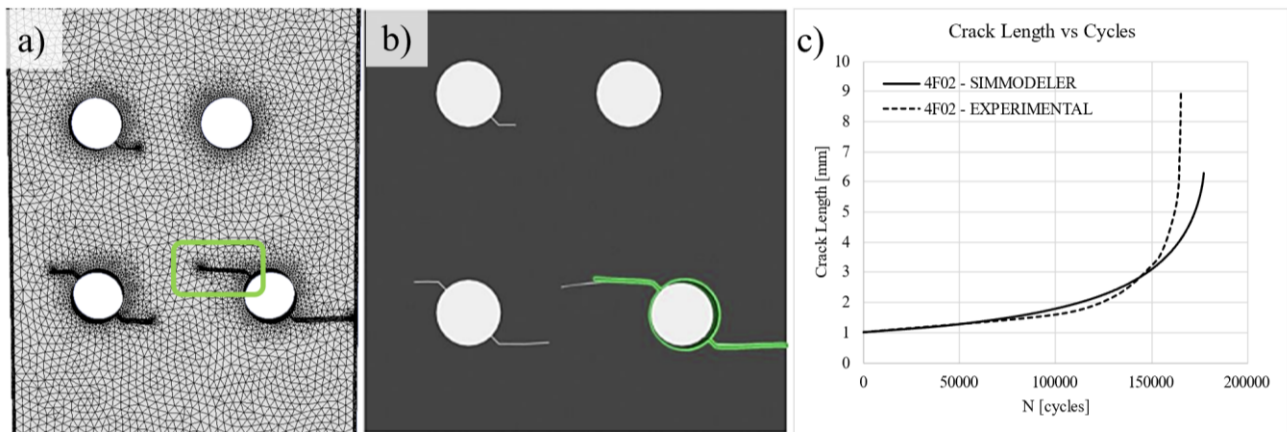 a)
b)
c)
Crack Length vs Cycles
10
9
8
7
6
5
4
3
2
1
0
Crack Length [mm]
4F02 - SIMMODELER
4F02 - EXPERIMENTAL
0 50000 100000 150000 200000
N [cycles]